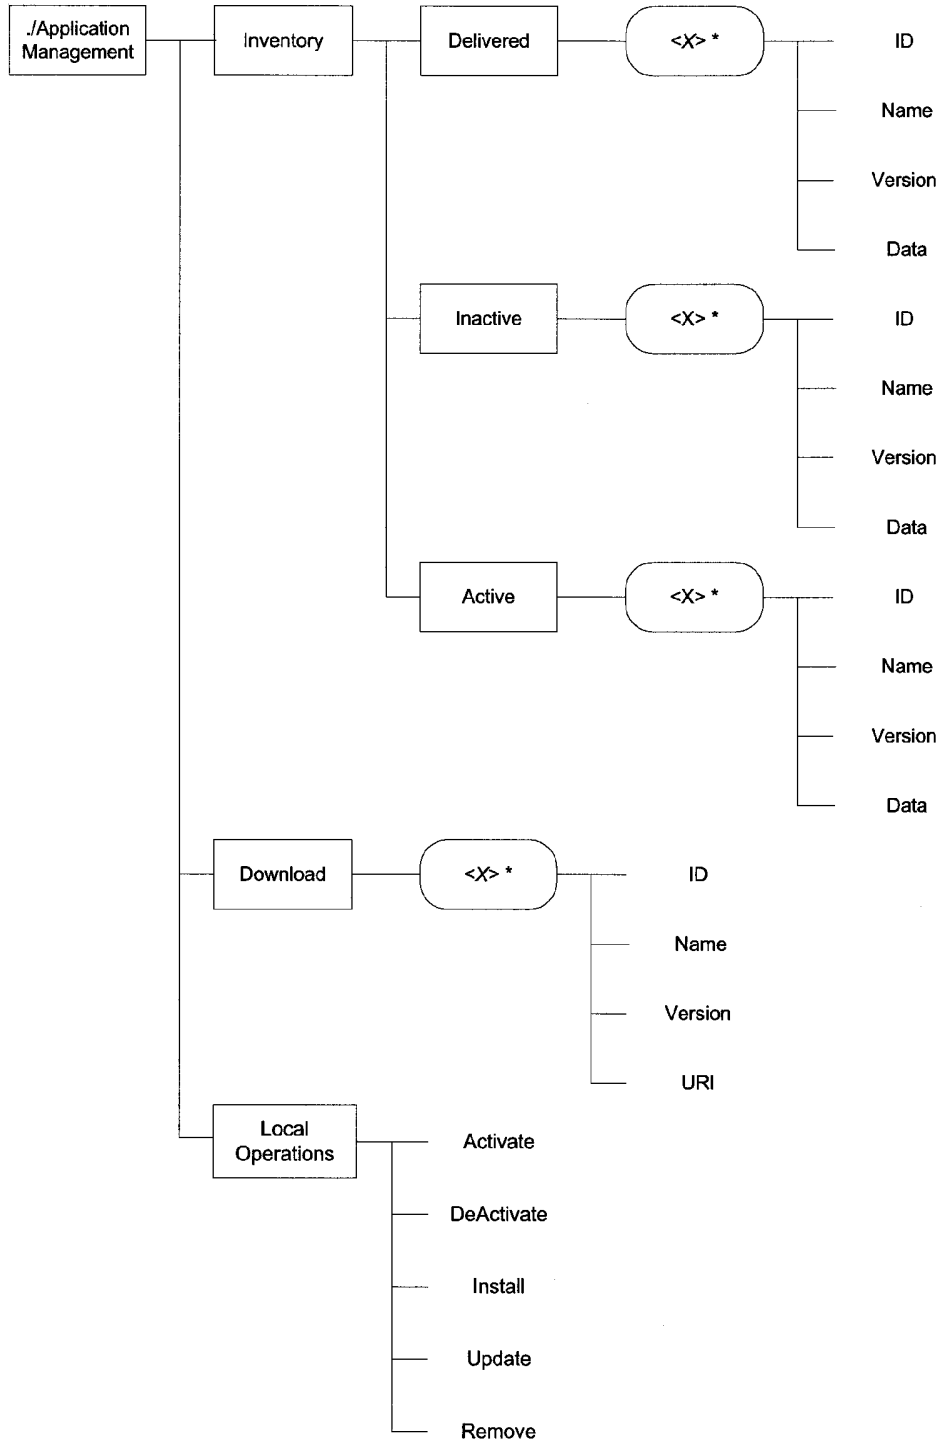 ./Application
Management
Inventory
Delivered
<X> *
ID
Name
Version
Data
Inactive
<X> *
ID
Name
Version
Data
Active
<X> *
ID
Name
Version
Data
Download
<X> *
ID
Name
Version
URI
Local
Operations
Activate
DeActivate
Install
Update
Remove